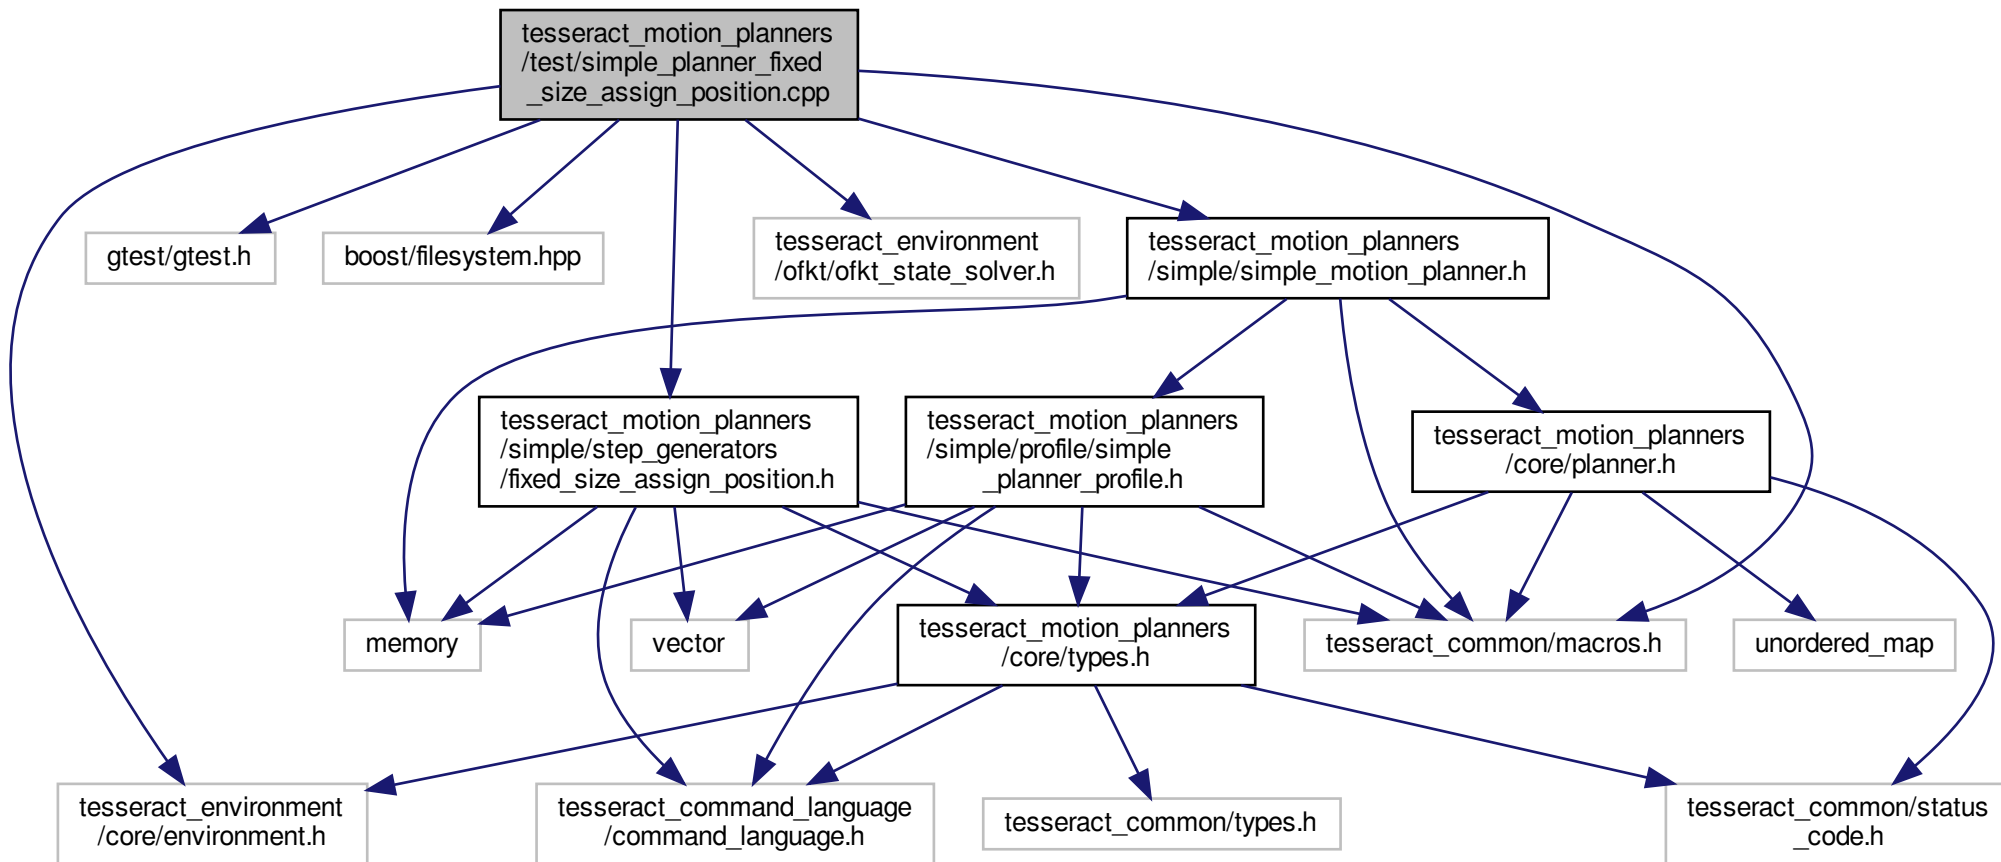 tesseract_motion_planners
/test/simple_planner_fixed
_size_assign_position.cpp
gtest/gtest.h
boost/filesystem.hpp
tesseract_environment
/ofkt/ofkt_state_solver.h
tesseract_motion_planners
/simple/simple_motion_planner.h
tesseract_motion_planners
/simple/step_generators
/fixed_size_assign_position.h
tesseract_motion_planners
/simple/profile/simple
_planner_profile.h
tesseract_motion_planners
/core/planner.h
memory
vector
tesseract_motion_planners
/core/types.h
tesseract_common/macros.h
unordered_map
tesseract_environment
/core/environment.h
tesseract_command_language
/command_language.h
tesseract_common/types.h
tesseract_common/status
_code.h